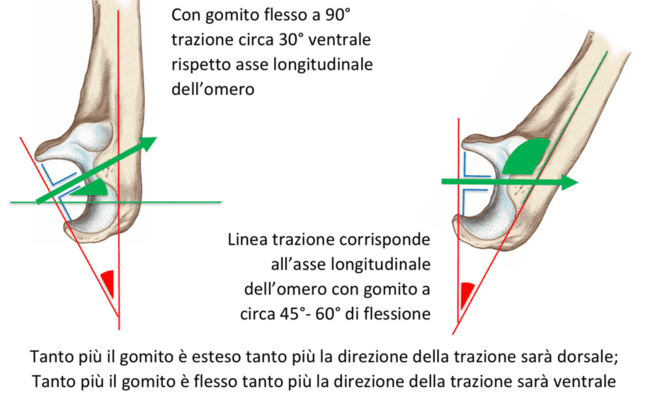 Con gomito flesso a 90°
trazione circa 30° ventrale
rispetto asse longitudinale
dell'omero
Linea trazione corrisponde
all'asse longitudinale
dell'omero con gomito a
circa 45°- 60° di flessione
Tanto più il gomito è esteso tanto più la direzione della trazione sarà dorsale;
Tanto più il gomito è flesso tanto più la direzione della trazione sarà ventrale